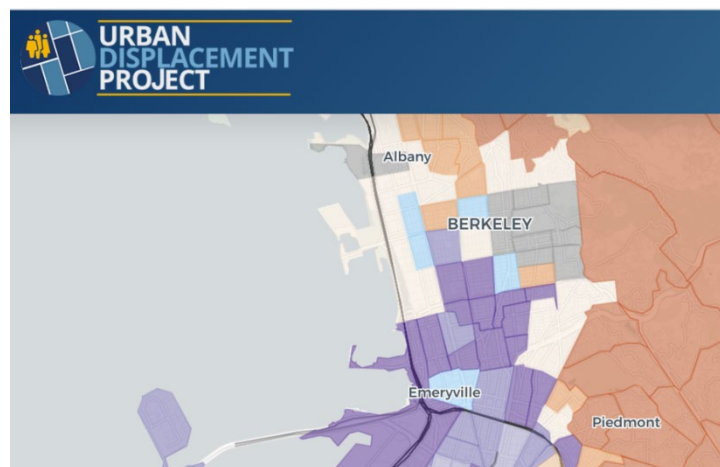 URBAN
DISPLACEMENT
PROJECT
Albany
BERKELEY
Emeryville
Piedmont